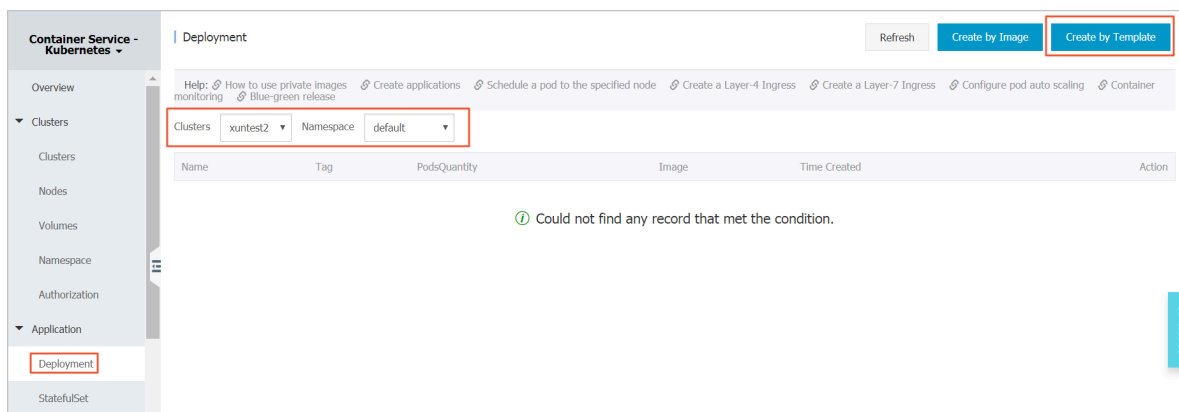 Container Service -
Kubernetes
Overview
Clusters
Clusters
Nodes
Volumes
Namespace
Authorization
Application
Deployment
StatefulSet
Deployment
Refresh
Create by Image
Create by Template
Help: How to use private images Create applications Schedule a pod to the specified node Create a Layer-4 Ingress Create a Layer-7 Ingress Configure pod auto scaling Container
monitoring Blue-green release
Clusters xuntest2 Namespace default
Name Tag PodsQuantity Image Time Created Action
Could not find any record that met the condition.